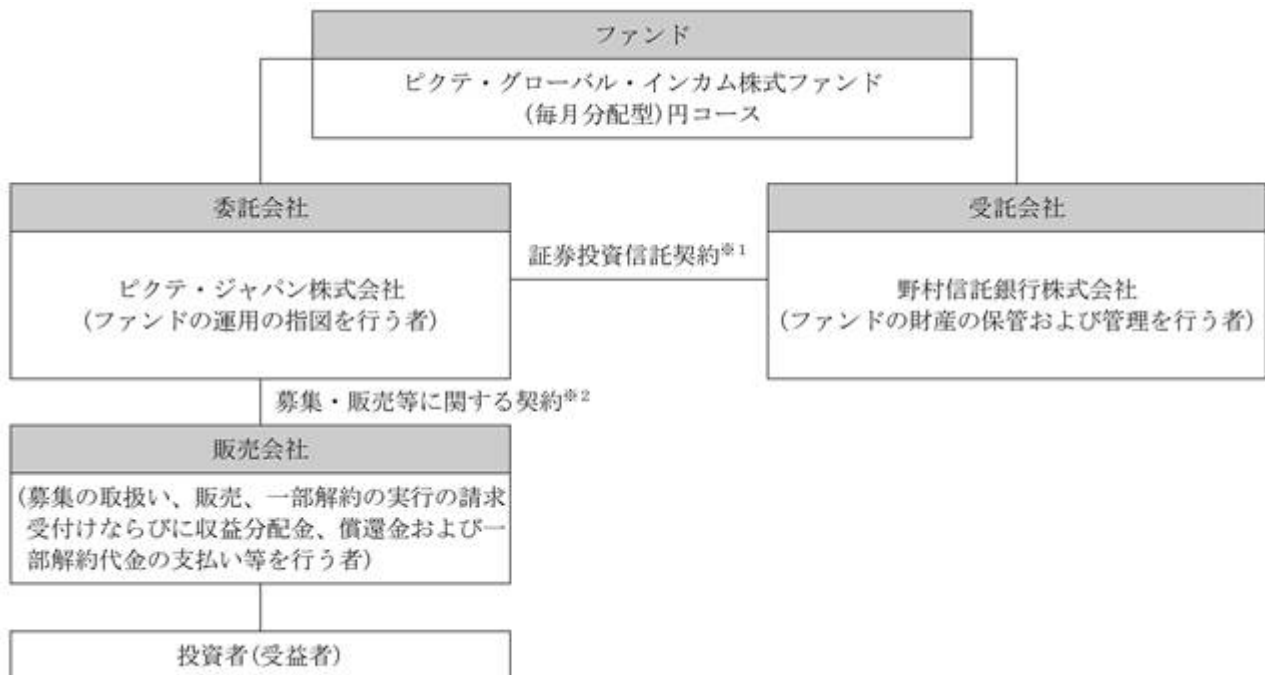 ファンド
ピクテ・グローバル・インカム株式ファンド
(毎月分配型)円コース
委託会社
ピクテ・ジャパン株式会社
(ファンドの運用の指図を行う者)
証券投資信託契約※1
受託会社
野村信託銀行株式会社
(ファンドの財産の保管および管理を行う者)
募集・販売等に関する契約※2
販売会社
(募集の取扱い、販売、一部解約の実行の請求
受付けならびに収益分配金、償還金および一
部解約代金の支払い等を行う者)
投資者(受益者)